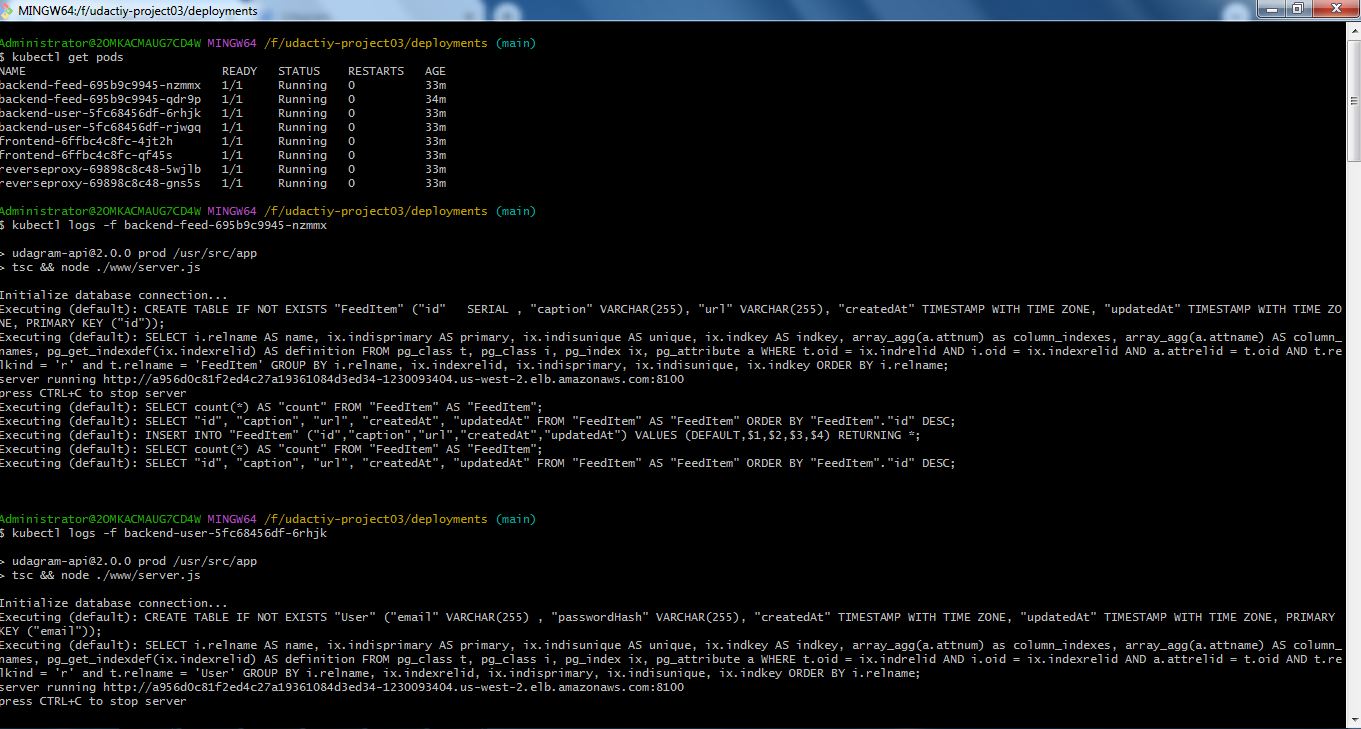 MINGW64:/f/udactiy-project03/deployments
Administrator@2OMKACMAUG7CD4W MINGW64 /f/udactiy-project03/deployments (main)
$ kubectl get pods
NAME READY STATUS RESTARTS AGE
backend-feed-695b9c9945-nzmmx 1/1 Running 0 33m
backend-feed-695b9c9945-qdr9p 1/1 Running 0 34m
backend-user-5fc68456df-6rhjk 1/1 Running 0 33m
backend-user-5fc68456df-rjwgq 1/1 Running 0 33m
frontend-6ffbc4c8fc-4jt2h 1/1 Running 0 33m
frontend-6ffbc4c8fc-qf45s 1/1 Running 0 33m
reverseproxy-69898c8c48-5wjlb 1/1 Running 0 33m
reverseproxy-69898c8c48-gns5s 1/1 Running 0 33m
Administrator@2OMKACMAUG7CD4W MINGW64 /f/udactiy-project03/deployments (main)
$ kubectl logs -f backend-feed-695b9c9945-nzmmx
> udagram-api@2.0.0 prod /usr/src/app
> tsc && node ./www/server.js
Initialize database connection...
Executing (default): CREATE TABLE IF NOT EXISTS "FeedItem" ("id"   SERIAL , "caption" VARCHAR(255), "url" VARCHAR(255), "createdAt" TIMESTAMP WITH TIME ZONE, "updatedAt" TIMESTAMP WITH TIME ZO
NE, PRIMARY KEY ("id"));
Executing (default): SELECT i.relname AS name, ix.indisprimary AS primary, ix.indisunique AS unique, ix.indkey AS indkey, array_agg(a.attnum) as column_indexes, array_agg(a.attname) AS column_
names, pg_get_indexdef(ix.indexrelid) AS definition FROM pg_class t, pg_class i, pg_index ix, pg_attribute a WHERE t.oid = ix.indrelid AND i.oid = ix.indexrelid AND a.attrelid = t.oid AND t.re
lkind = 'r' and t.relname = 'FeedItem' GROUP BY i.relname, ix.indexrelid, ix.indisprimary, ix.indisunique, ix.indkey ORDER BY i.relname;
server running http://a956d0c81f2ed4c27a19361084d3ed34-1230093404.us-west-2.elb.amazonaws.com:8100
press CTRL+C to stop server
Executing (default): SELECT count(*) AS "count" FROM "FeedItem" AS "FeedItem";
Executing (default): SELECT "id", "caption", "url", "createdAt", "updatedAt" FROM "FeedItem" AS "FeedItem" ORDER BY "FeedItem"."id" DESC;
Executing (default): INSERT INTO "FeedItem" ("id","caption","url","createdAt","updatedAt") VALUES (DEFAULT,$1,$2,$3,$4) RETURNING *;
Executing (default): SELECT count(*) AS "count" FROM "FeedItem" AS "FeedItem";
Executing (default): SELECT "id", "caption", "url", "createdAt", "updatedAt" FROM "FeedItem" AS "FeedItem" ORDER BY "FeedItem"."id" DESC;
Administrator@2OMKACMAUG7CD4W MINGW64 /f/udactiy-project03/deployments (main)
$ kubectl logs -f backend-user-5fc68456df-6rhjk
> udagram-api@2.0.0 prod /usr/src/app
> tsc && node ./www/server.js
Initialize database connection...
Executing (default): CREATE TABLE IF NOT EXISTS "User" ("email" VARCHAR(255) , "passwordHash" VARCHAR(255), "createdAt" TIMESTAMP WITH TIME ZONE, "updatedAt" TIMESTAMP WITH TIME ZONE, PRIMARY
KEY ("email"));
Executing (default): SELECT i.relname AS name, ix.indisprimary AS primary, ix.indisunique AS unique, ix.indkey AS indkey, array_agg(a.attnum) as column_indexes, array_agg(a.attname) AS column_
names, pg_get_indexdef(ix.indexrelid) AS definition FROM pg_class t, pg_class i, pg_index ix, pg_attribute a WHERE t.oid = ix.indrelid AND i.oid = ix.indexrelid AND a.attrelid = t.oid AND t.re
lkind = 'r' and t.relname = 'User' GROUP BY i.relname, ix.indexrelid, ix.indisprimary, ix.indisunique, ix.indkey ORDER BY i.relname;
server running http://a956d0c81f2ed4c27a19361084d3ed34-1230093404.us-west-2.elb.amazonaws.com:8100
press CTRL+C to stop server